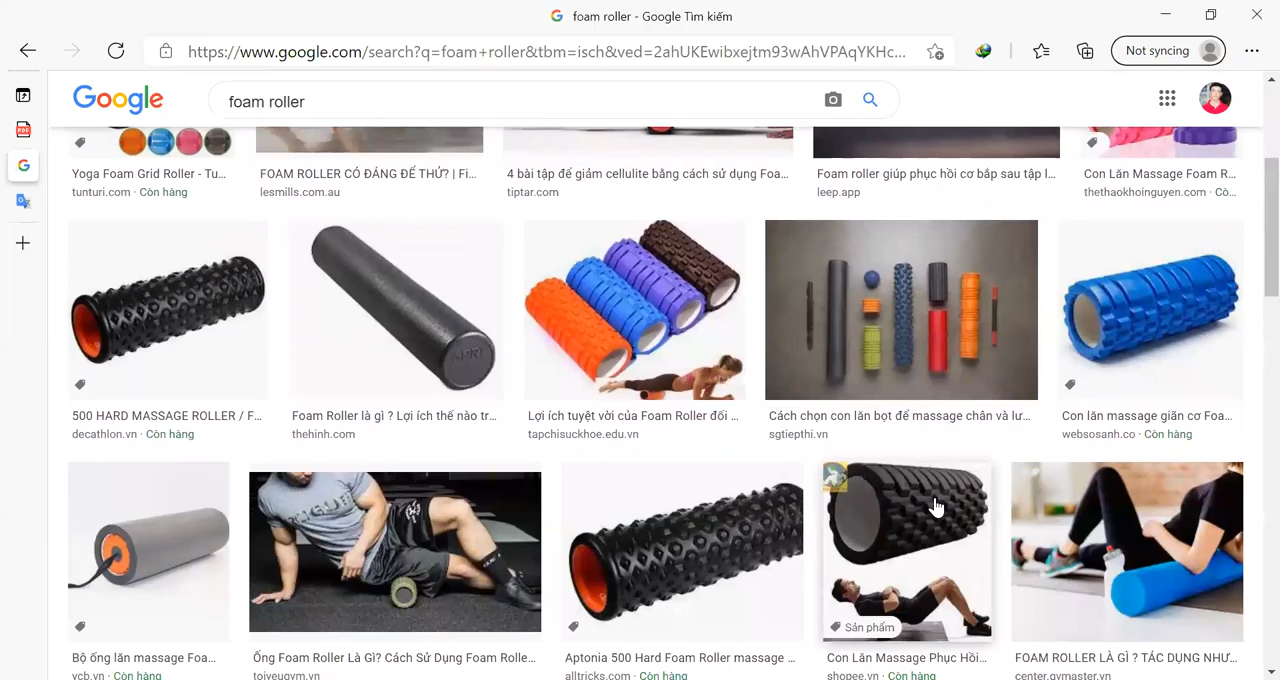 foam roller - Google Tìm kiếm
https://www.google.com/search?q=foam+roller&tbm=isch&ved=2ahUKEwibxejtm93wAhVPAqYKHc...
Not syncing
PDF
Google
foam roller
Yoga Foam Grid Roller - Tu...
tunturi.com · Còn hàng
FOAM ROLLER CÓ ĐÁNG ĐỂ THỬ? | Fi...
lesmills.com.au
4 bài tập để giảm cellulite bằng cách sử dụng Foa...
tiptar.com
Foam roller giúp phục hồi cơ bắp sau tập l...
leep.app
Con Lăn Massage Foam R...
thethaokhoinguyen.com · Cò...
500 HARD MASSAGE ROLLER / F...
decathlon.vn · Còn hàng
Foam Roller là gì ? Lợi ích thế nào tr...
thehinh.com
Lợi ích tuyệt vời của Foam Roller đối ...
tapchisuckhoe.edu.vn
Cách chọn con lăn bọt để massage chân và lư...
sgtiepthi.vn
Con lăn massage giãn cơ Foa...
websosanh.co · Còn hàng
Sản phẩm
Bộ ống lăn massage Foa...
vcb.vn · Còn hàng
Ống Foam Roller Là Gì? Cách Sử Dụng Foam Rolle...
toiyeugym.vn
Aptonia 500 Hard Foam Roller massage ...
alltricks.com · Còn hàng
Con Lăn Massage Phục Hồi...
shopee.vn · Còn hàng
FOAM ROLLER LÀ GÌ ? TÁC DỤNG NHƯ...
center.gymaster.vn